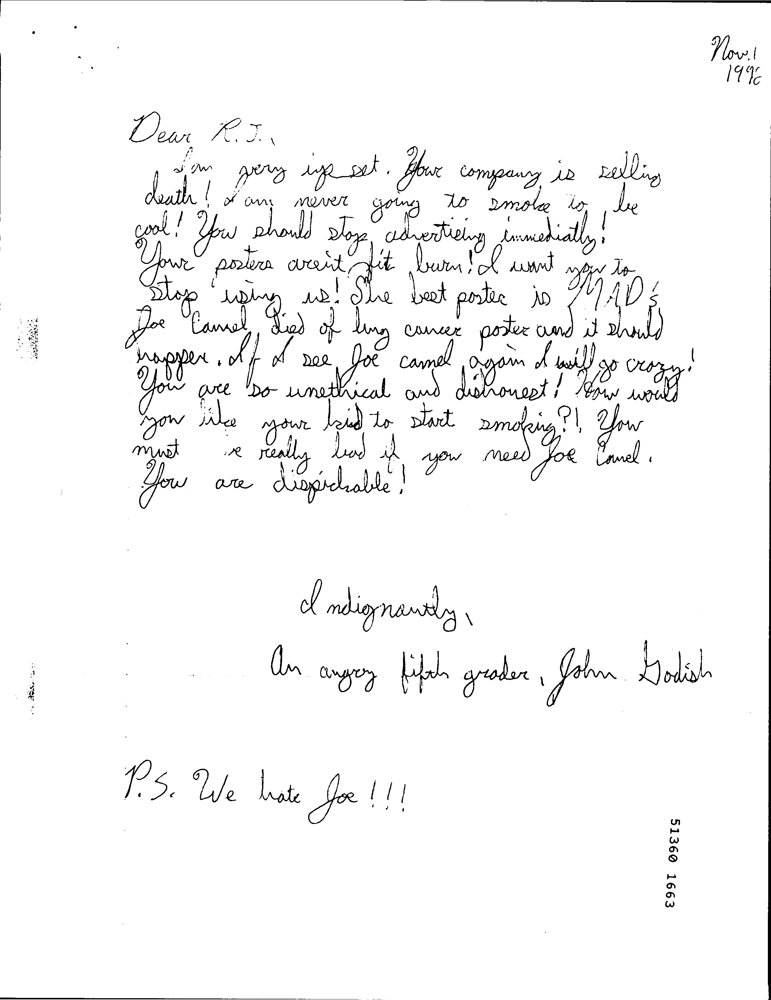 Nov. 1
1996
Dear R.J.,
I am very upset. Your company is selling
death! I am never going to smoke to be
cool! You should stop advertieing immediatly!
Your posters aren't fit burn! I want you to
stop using us! The best poster is MAD's
Joe Camel died of lung cancer poster and it should
happen. If I see Joe camel again I will go crazy!
You are so unethical and dishonest! How would
you like your kid to start smoking?! You
must be really bad if you need Joe Camel.
You are dispickable!
Indignantly,
An angry fifth grader, John Godish
P.S. We hate Joe!!!
51360 1663